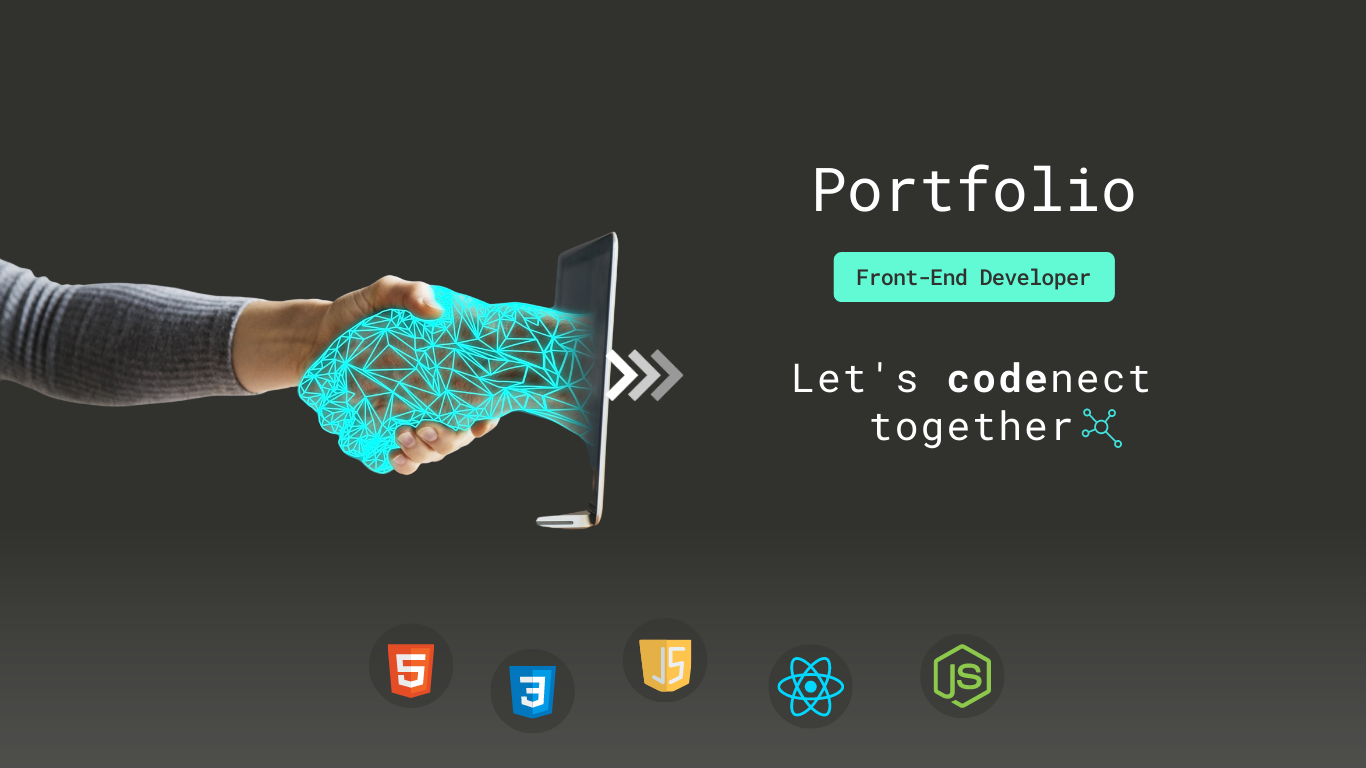 Portfolio
Front-End Developer
Let's codenect
together
5
3
JS
JS